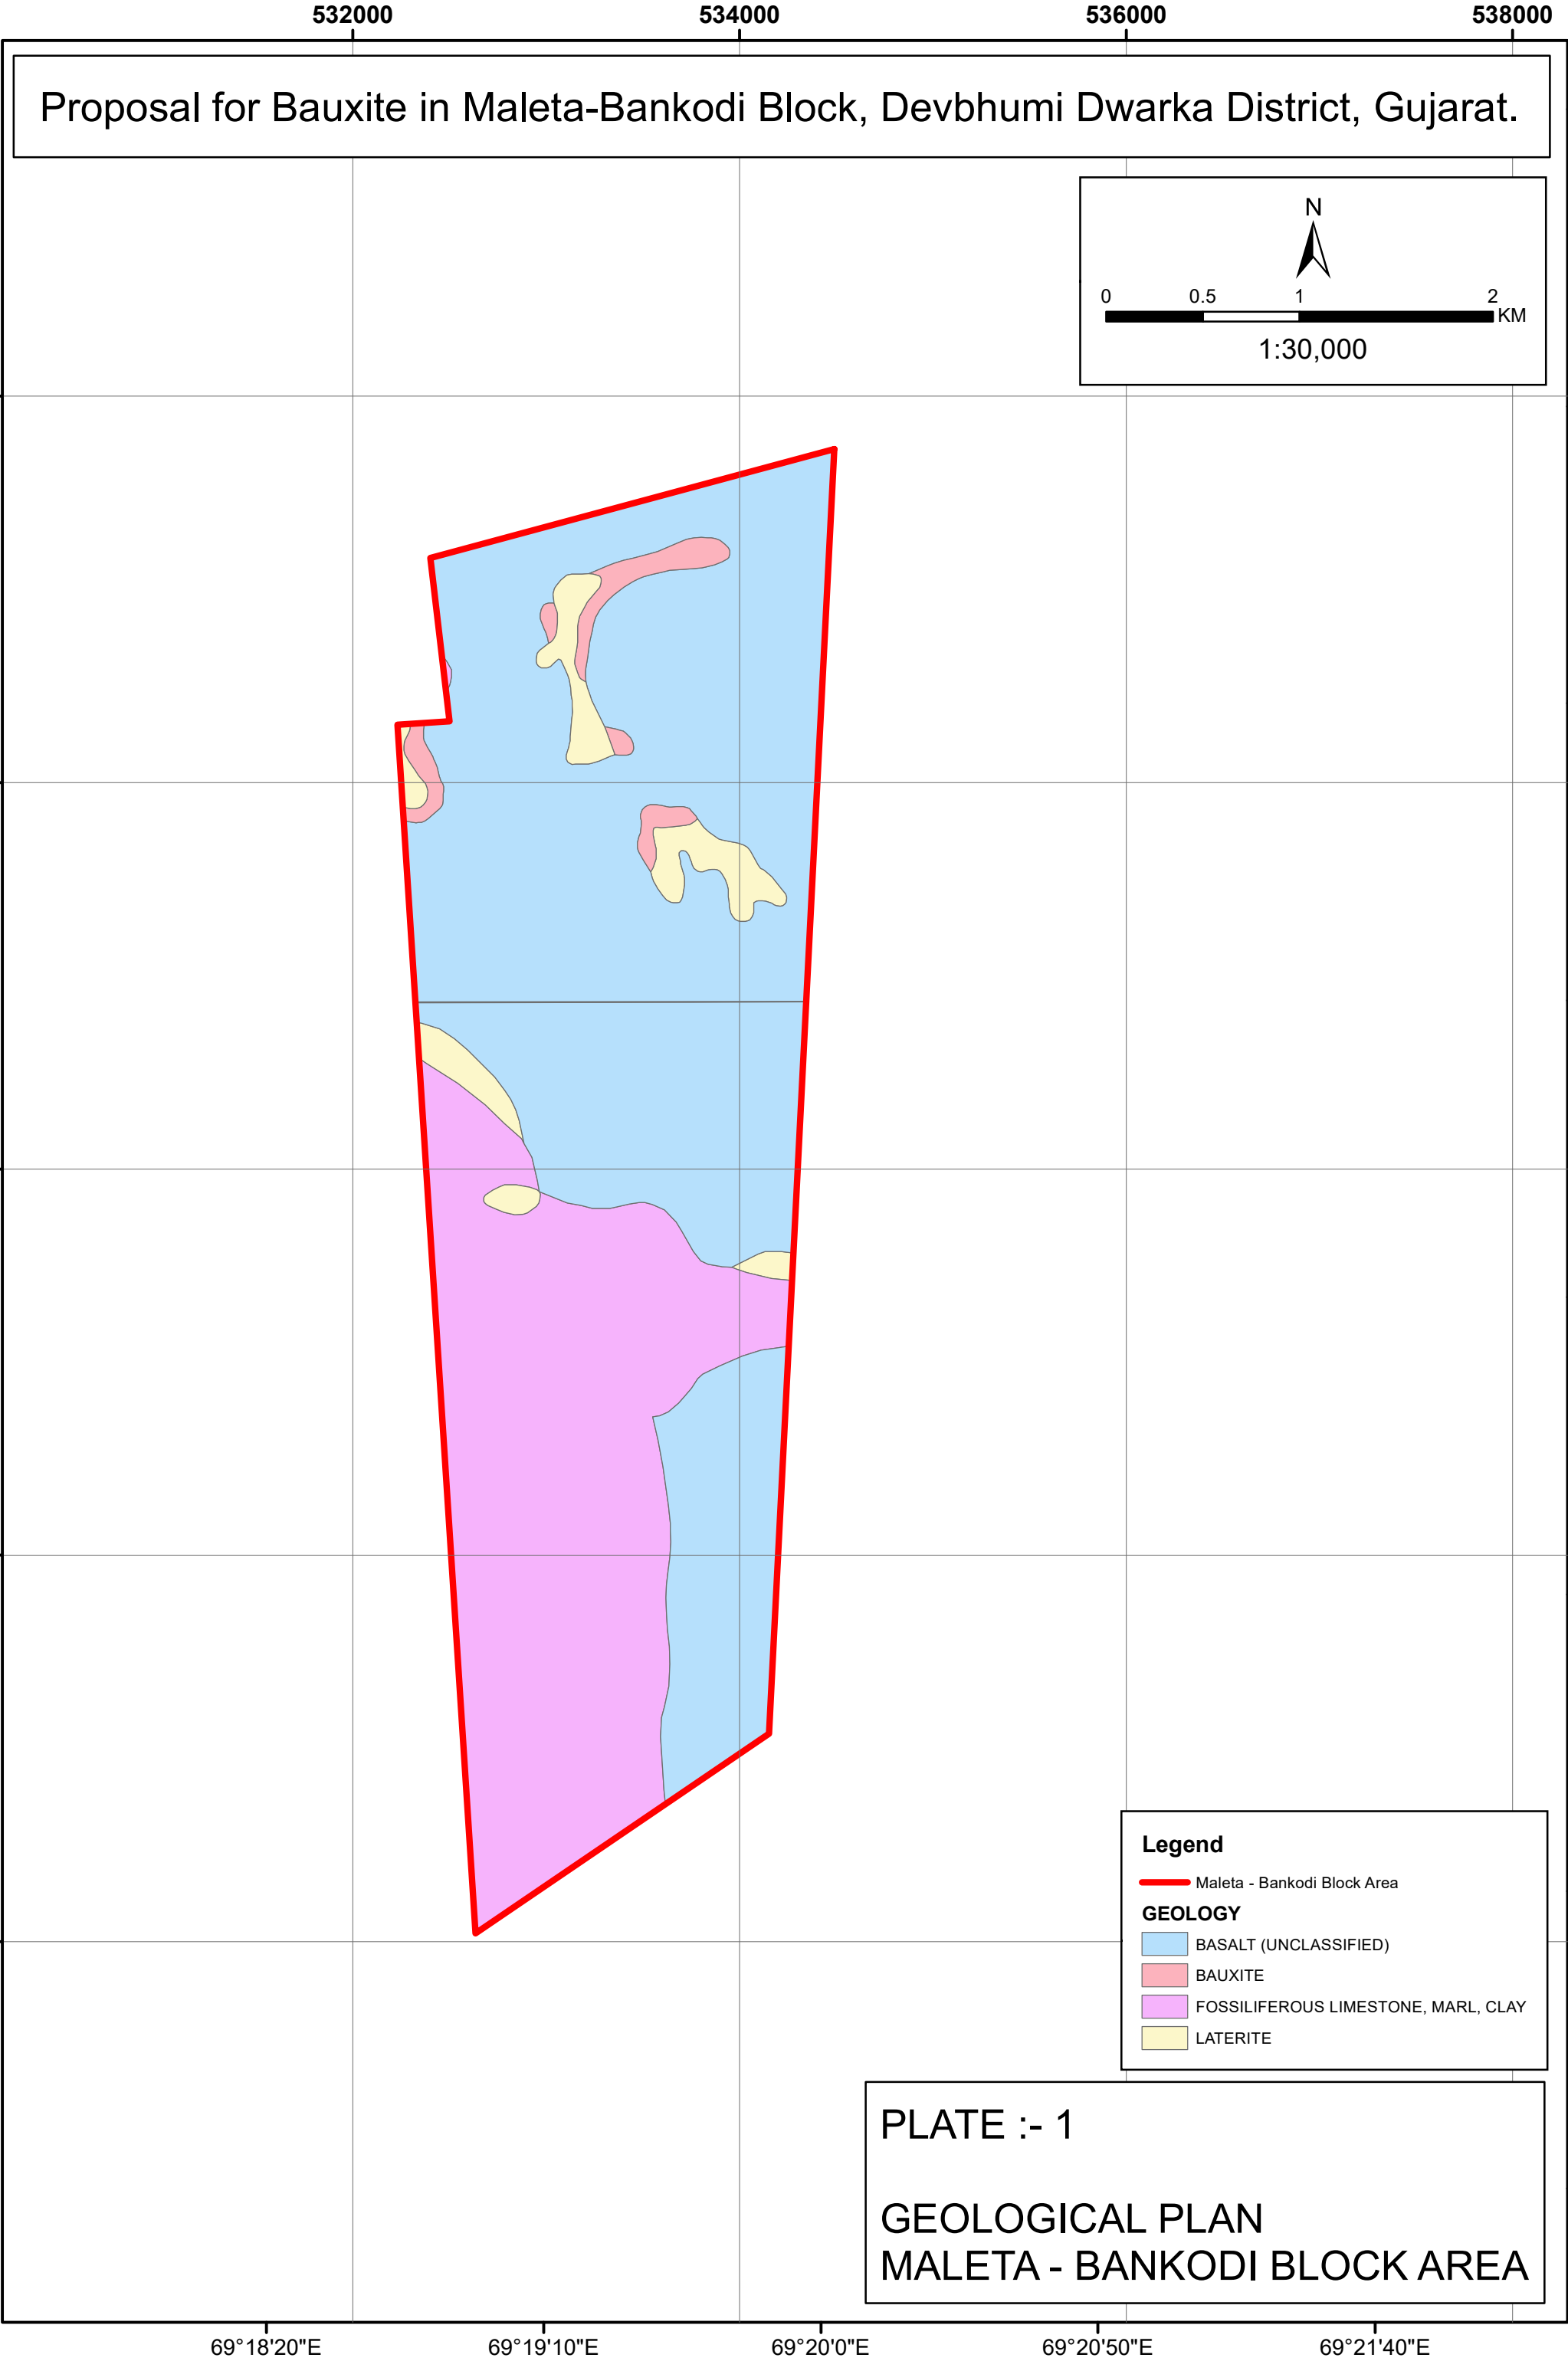 532000 534000 536000 538000
Proposal for Bauxite in Maleta-Bankodi Block, Devbhumi Dwarka District, Gujarat.
N
0 0.5 1 2
KM
1:30,000
Legend
Maleta - Bankodi Block Area
GEOLOGY
BASALT (UNCLASSIFIED)
BAUXITE
FOSSILIFEROUS LIMESTONE, MARL, CLAY
LATERITE
PLATE :- 1
GEOLOGICAL PLAN
MALETA - BANKODI BLOCK AREA
69°18'20"E 69°19'10"E 69°20'0"E 69°20'50"E 69°21'40"E